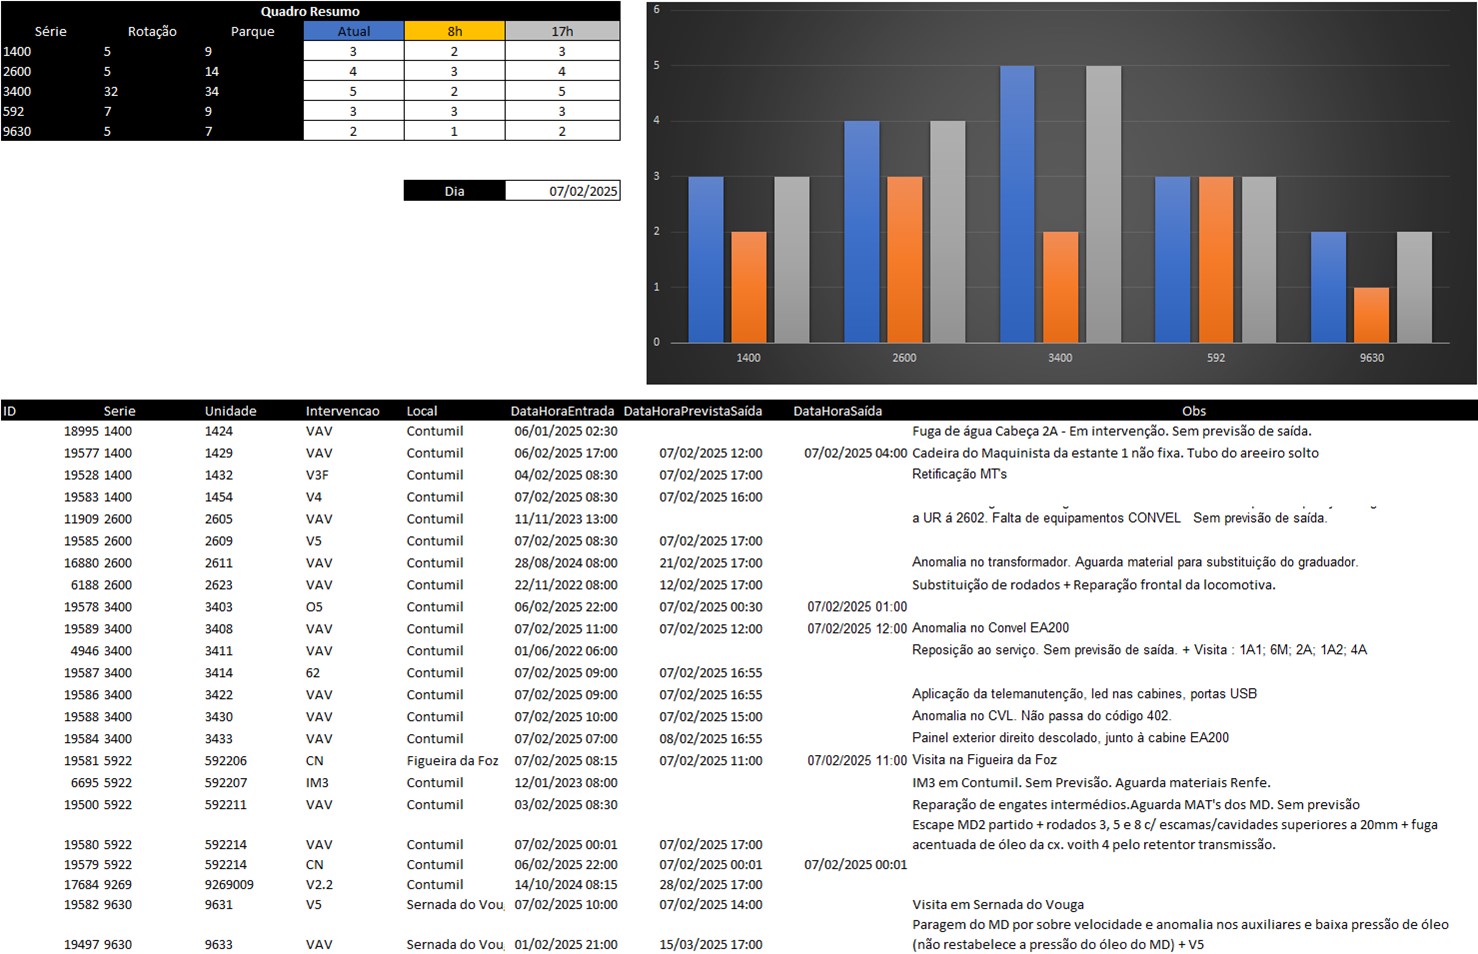 Quadro Resumo
Série Rotação Parque Atual 8h 17h
1400 5 9 3 2 3
2600 5 14 4 3 4
3400 32 34 5 2 5
592 7 9 3 3 3
9630 5 7 2 1 2
Dia 07/02/2025
6
5
4
3
2
1
0
1400 2600 3400 592 9630
ID Serie Unidade Intervencao Local DataHoraEntrada DataHoraPrevistaSaída DataHoraSaída Obs
18995 1400 1424 VAV Contumil 06/01/2025 02:30 Fuga de água Cabeça 2A - Em intervenção. Sem previsão de saída.
19577 1400 1429 VAV Contumil 06/02/2025 17:00 07/02/2025 12:00 07/02/2025 04:00 Cadeira do Maquinista da estante 1 não fixa. Tubo do areeiro solto
19528 1400 1432 V3F Contumil 04/02/2025 08:30 07/02/2025 17:00 Retificação MT's
19583 1400 1454 V4 Contumil 07/02/2025 08:30 07/02/2025 16:00
11909 2600 2605 VAV Contumil 11/11/2023 13:00 a UR á 2602. Falta de equipamentos CONVEL Sem previsão de saída.
19585 2600 2609 V5 Contumil 07/02/2025 08:30 07/02/2025 17:00
16880 2600 2611 VAV Contumil 28/08/2024 08:00 21/02/2025 17:00 Anomalia no transformador. Aguarda material para substituição do graduador.
6188 2600 2623 VAV Contumil 22/11/2022 08:00 12/02/2025 17:00 Substituição de rodados + Reparação frontal da locomotiva.
19578 3400 3403 O5 Contumil 06/02/2025 22:00 07/02/2025 00:30 07/02/2025 01:00
19589 3400 3408 VAV Contumil 07/02/2025 11:00 07/02/2025 12:00 07/02/2025 12:00 Anomalia no Convel EA200
4946 3400 3411 VAV Contumil 01/06/2022 06:00 Reposição ao serviço. Sem previsão de saída. + Visita : 1A1; 6M; 2A; 1A2; 4A
19587 3400 3414 62 Contumil 07/02/2025 09:00 07/02/2025 16:55
19586 3400 3422 VAV Contumil 07/02/2025 09:00 07/02/2025 16:55 Aplicação da telemanutenção, led nas cabines, portas USB
19588 3400 3430 VAV Contumil 07/02/2025 10:00 07/02/2025 15:00 Anomalia no CVL. Não passa do código 402.
19584 3400 3433 VAV Contumil 07/02/2025 07:00 08/02/2025 16:55 Painel exterior direito descolado, junto à cabine EA200
19581 5922 592206 CN Figueira da Foz 07/02/2025 08:15 07/02/2025 11:00 07/02/2025 11:00 Visita na Figueira da Foz
6695 5922 592207 IM3 Contumil 12/01/2023 08:00 IM3 em Contumil. Sem Previsão. Aguarda materiais Renfe.
19500 5922 592211 VAV Contumil 03/02/2025 08:30 Reparação de engates intermédios.Aguarda MAT's dos MD. Sem previsão
Escape MD2 partido + rodados 3, 5 e 8 c/ escamas/cavidades superiores a 20mm + fuga
19580 5922 592214 VAV Contumil 07/02/2025 00:01 07/02/2025 17:00 acentuada de óleo da cx. voith 4 pelo retentor transmissão.
19579 5922 592214 CN Contumil 06/02/2025 22:00 07/02/2025 00:01 07/02/2025 00:01
17684 9269 9269009 V2.2 Contumil 14/10/2024 08:15 28/02/2025 17:00
19582 9630 9631 V5 Sernada do Vou 07/02/2025 10:00 07/02/2025 14:00 Visita em Sernada do Vouga
Paragem do MD por sobre velocidade e anomalia nos auxiliares e baixa pressão de óleo
19497 9630 9633 VAV Sernada do Vou 01/02/2025 21:00 15/03/2025 17:00 (não restabelece a pressão do óleo do MD) + V5